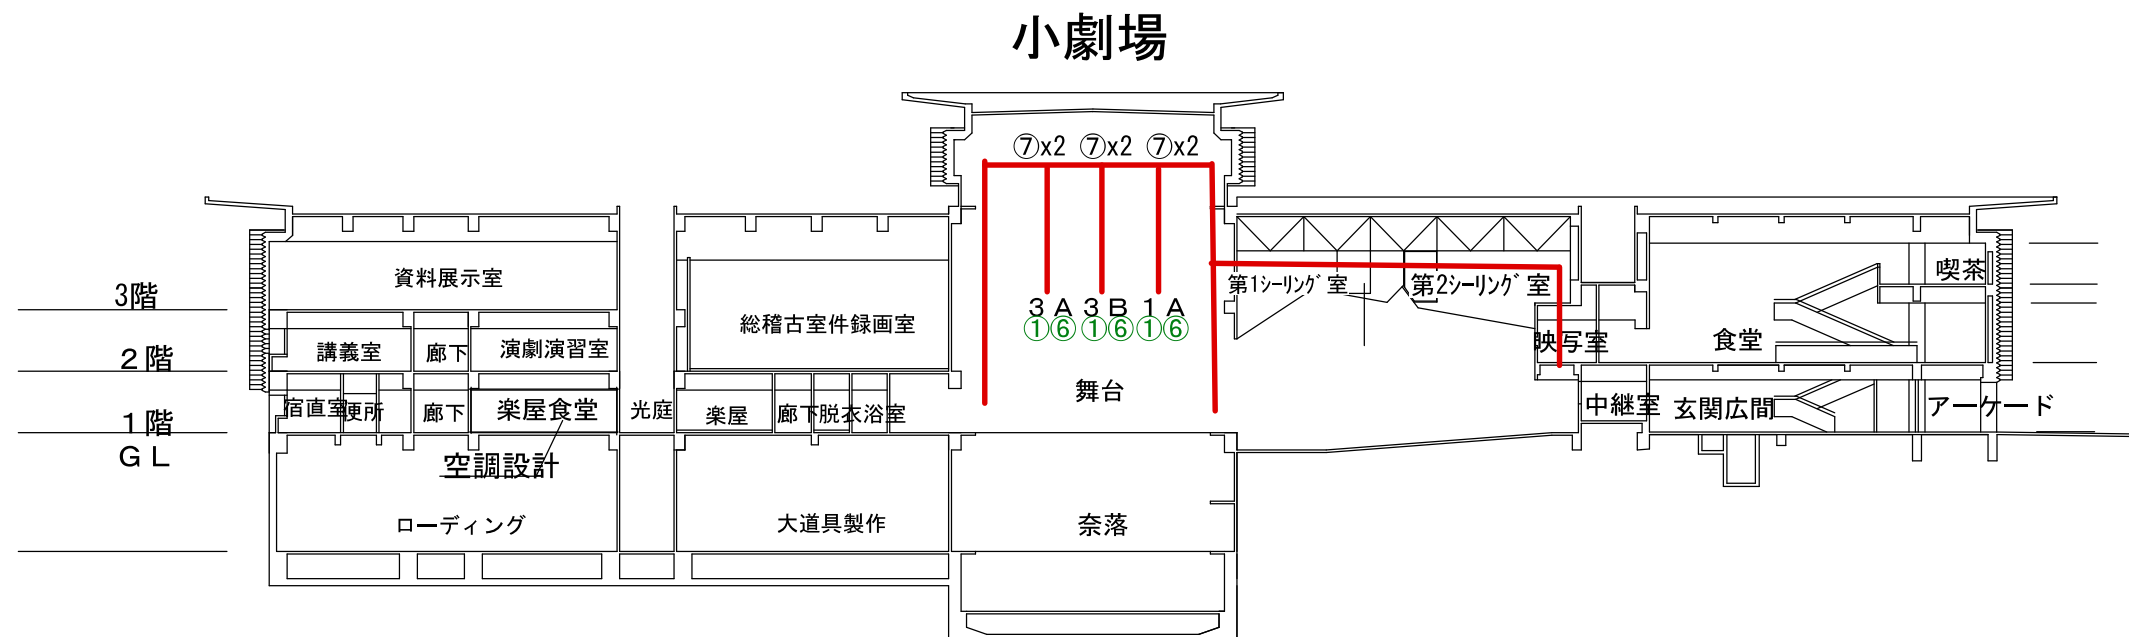 小劇場
⑦x2 ⑦x2 ⑦x2
資料展示室
第1シーリング室
第2シーリング室
喫茶
3階
3A 3B 1A
①⑥ ①⑥ ①⑥
総稽古室件録画室
映写室
食堂
2階
講義室
廊下
演劇演習室
舞台
1階
宿直室
便所
廊下
楽屋食堂
光庭
楽屋
廊下
脱衣浴室
中継室
玄関広間
アーケード
GL
空調設計
ローディング
大道具製作
奈落